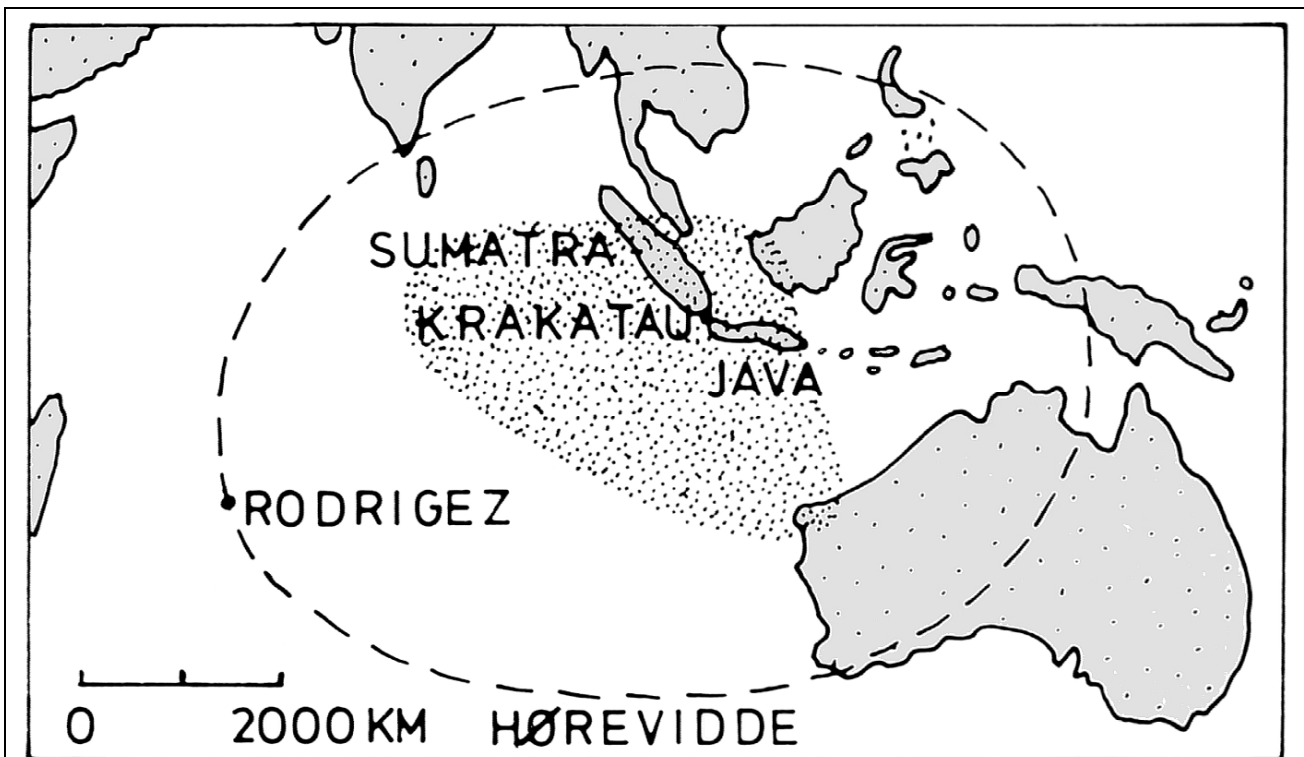 SUMATRA
KRAKATAU
JAVA
RODRIGEZ
0 2000 KM HØREVIDDE